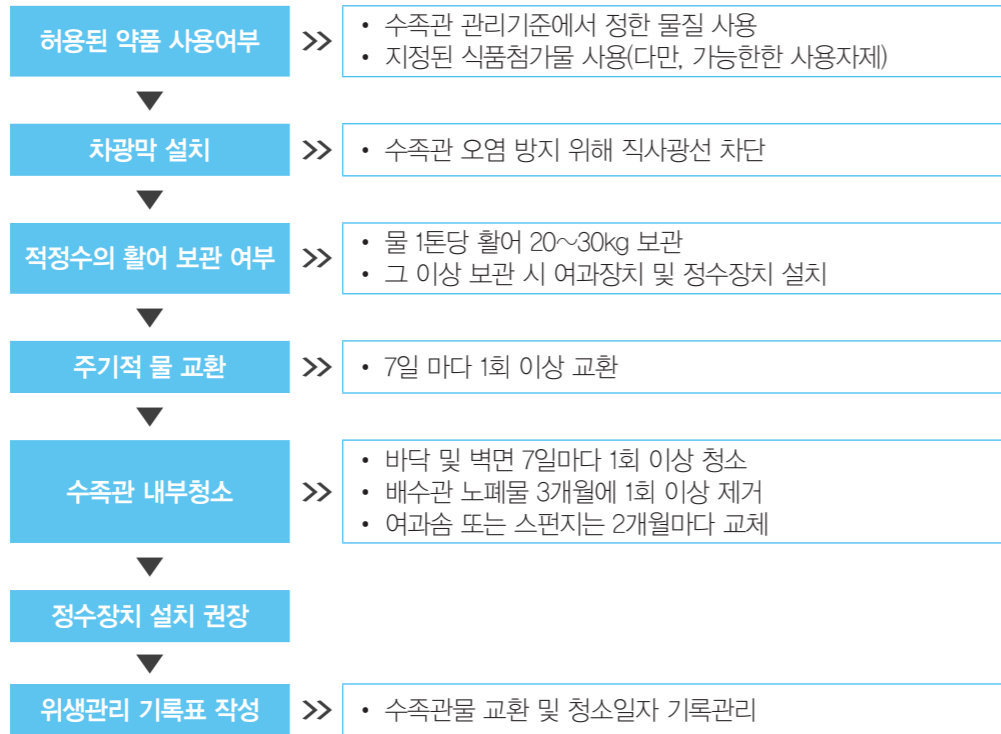 허용된 약품 사용여부
• 수족관 관리기준에서 정한 물질 사용
• 지정된 식품첨가물 사용(다만, 가능한한 사용자제)
차광막 설치
• 수족관 오염 방지 위해 직사광선 차단
적정수의 활어 보관 여부
• 물 1톤당 활어 20~30kg 보관
• 그 이상 보관 시 여과장치 및 정수장치 설치
주기적 물 교환
• 7일 마다 1회 이상 교환
수족관 내부청소
• 바닥 및 벽면 7일마다 1회 이상 청소
• 배수관 노폐물 3개월에 1회 이상 제거
• 여과솜 또는 스펀지는 2개월마다 교체
정수장치 설치 권장
위생관리 기록표 작성
• 수족관물 교환 및 청소일자 기록관리